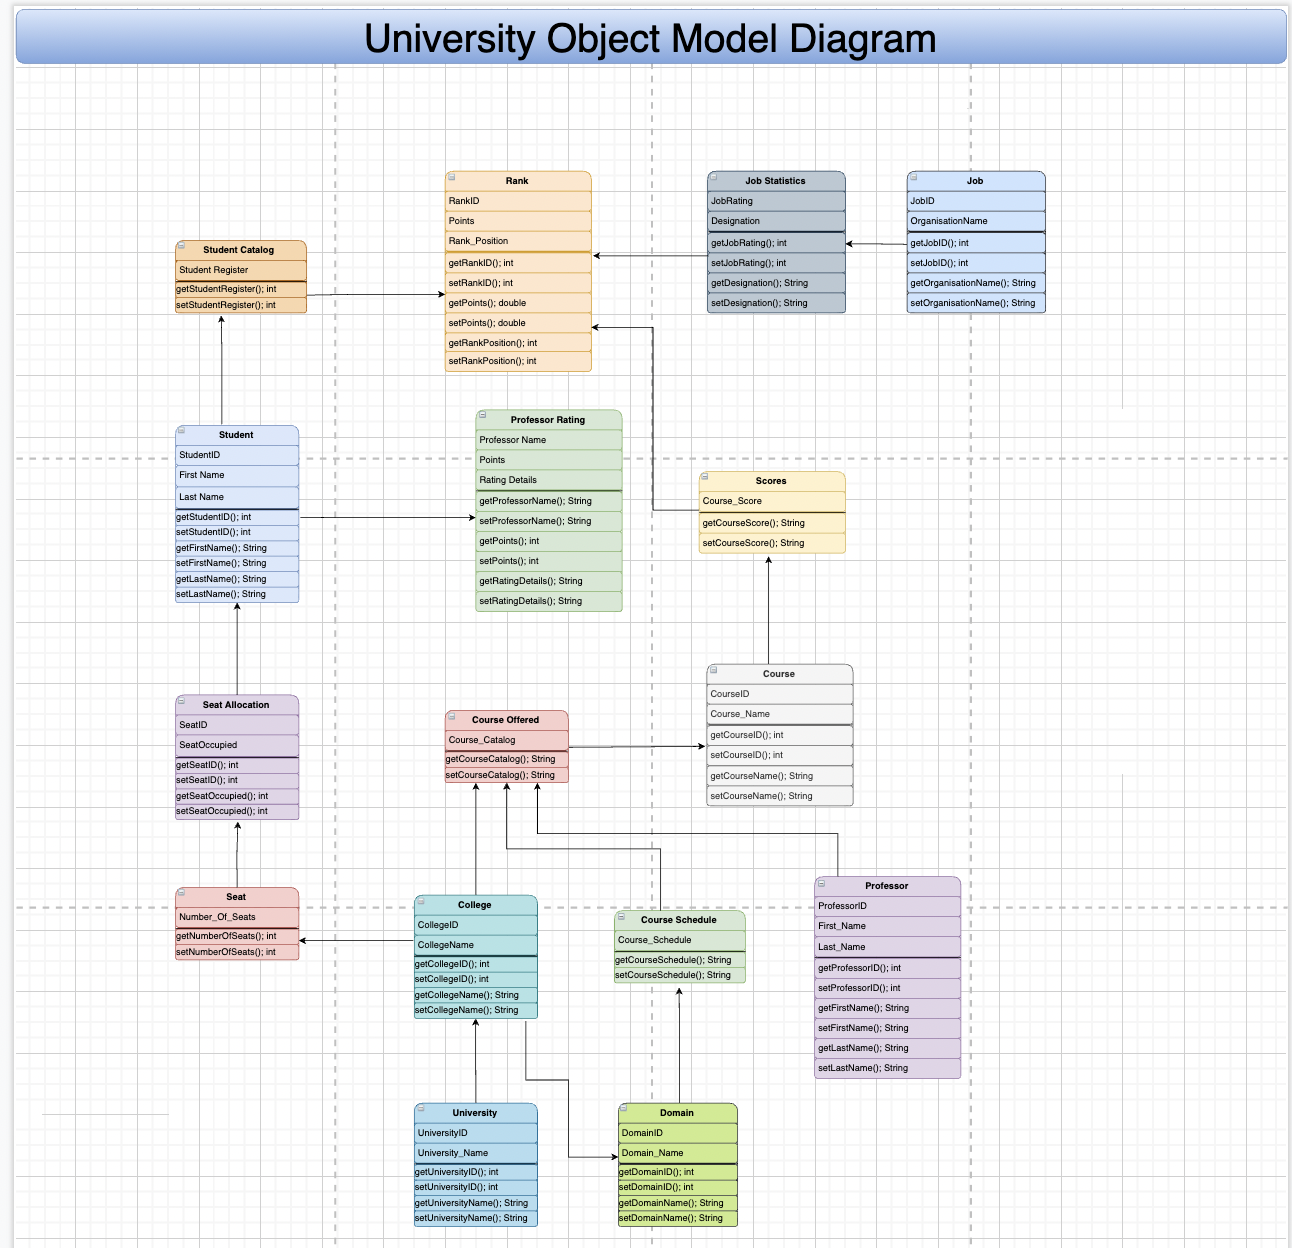 University Object Model Diagram
Rank
RankID
Points
Rank_Position
getRankID(); int
setRankID(); int
getPoints(); double
setPoints(); double
getRankPosition(); int
setRankPosition(); int
Job Statistics
JobRating
Designation
getJobRating(); int
setJobRating(); int
getDesignation(); String
setDesignation(); String
Job
JobID
OrganisationName
getJobID(); int
setJobID(); int
getOrganisationName(); String
setOrganisationName(); String
Student Catalog
Student Register
getStudentRegister(); int
setStudentRegister(); int
Student
StudentID
First Name
Last Name
getStudentID(); int
setStudentID(); int
getFirstName(); String
setFirstName(); String
getLastName(); String
setLastName(); String
Professor Rating
Professor Name
Points
Rating Details
getProfessorName(); String
setProfessorName(); String
getPoints(); int
setPoints(); int
getRatingDetails(); String
setRatingDetails(); String
Scores
Course_Score
getCourseScore(); String
setCourseScore(); String
Seat Allocation
SeatID
SeatOccupied
getSeatID(); int
setSeatID(); int
getSeatOccupied(); int
setSeatOccupied(); int
Course Offered
Course_Catalog
getCourseCatalog(); String
setCourseCatalog(); String
Course
CourseID
Course_Name
getCourseID(); int
setCourseID(); int
getCourseName(); String
setCourseName(); String
Seat
Number_Of_Seats
getNumberOfSeats(); int
setNumberOfSeats(); int
College
CollegeID
CollegeName
getCollegeID(); int
setCollegeID(); int
getCollegeName(); String
setCollegeName(); String
Course Schedule
Course_Schedule
getCourseSchedule(); String
setCourseSchedule(); String
Professor
ProfessorID
First_Name
Last_Name
getProfessorID(); int
setProfessorID(); int
getFirstName(); String
setFirstName(); String
getLastName(); String
setLastName(); String
University
UniversityID
University_Name
getUniversityID(); int
setUniversityID(); int
getUniversityName(); String
setUniversityName(); String
Domain
DomainID
Domain_Name
getDomainID(); int
setDomainID(); int
getDomainName(); String
setDomainName(); String